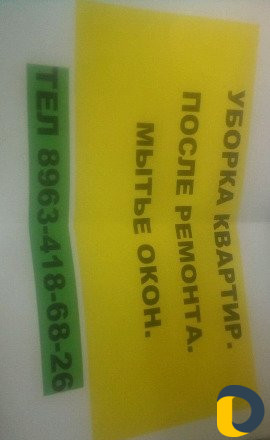 УБОРКА КВАРТИР.
ПОСЛЕ РЕМОНТА.
МЫТЬЕ ОКОН.
ТЕЛ 8963-418-68-26